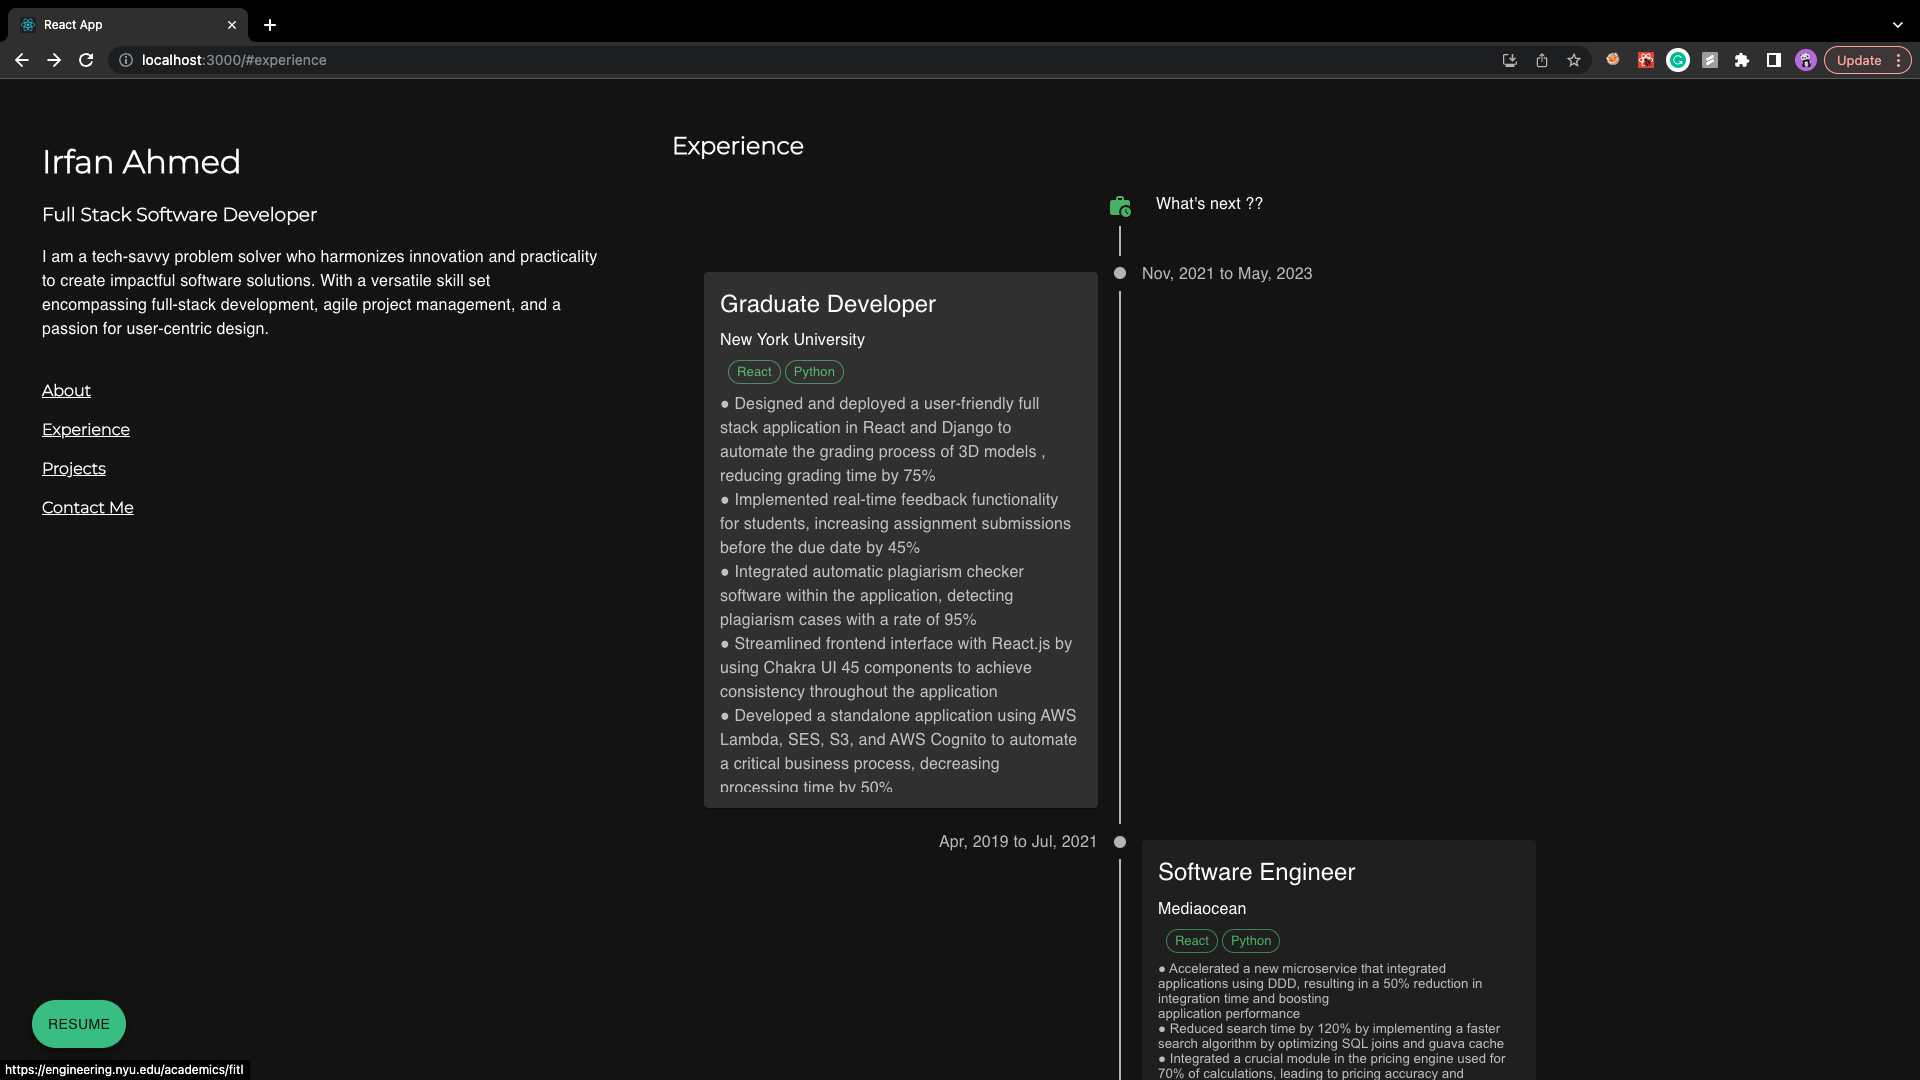 React App
localhost:3000/#experience
Update
Irfan Ahmed
Full Stack Software Developer
I am a tech-savvy problem solver who harmonizes innovation and practicality
to create impactful software solutions. With a versatile skill set
encompassing full-stack development, agile project management, and a
passion for user-centric design.
About
Experience
Projects
Contact Me
RESUME
https://engineering.nyu.edu/academics/fitl
Experience
What's next ??
Nov, 2021 to May, 2023
Graduate Developer
New York University
React Python
● Designed and deployed a user-friendly full
stack application in React and Django to
automate the grading process of 3D models ,
reducing grading time by 75%
● Implemented real-time feedback functionality
for students, increasing assignment submissions
before the due date by 45%
● Integrated automatic plagiarism checker
software within the application, detecting
plagiarism cases with a rate of 95%
● Streamlined frontend interface with React.js by
using Chakra UI 45 components to achieve
consistency throughout the application
● Developed a standalone application using AWS
Lambda, SES, S3, and AWS Cognito to automate
a critical business process, decreasing
processing time by 50%
Apr, 2019 to Jul, 2021
Software Engineer
Mediaocean
React Python
● Accelerated a new microservice that integrated
applications using DDD, resulting in a 50% reduction in
integration time and boosting
application performance
● Reduced search time by 120% by implementing a faster
search algorithm by optimizing SQL joins and guava cache
● Integrated a crucial module in the pricing engine used for
70% of calculations, leading to pricing accuracy and